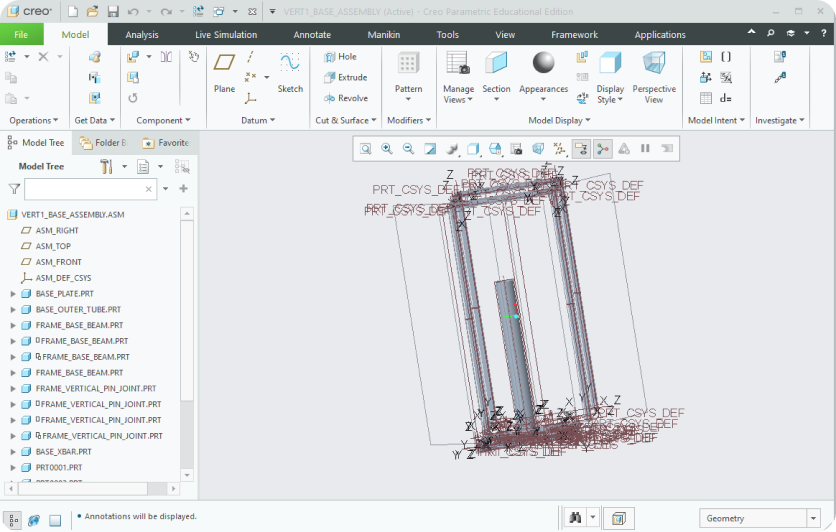 creo
VERT1_BASE_ASSEMBLY (Active) - Creo Parametric Educational Edition
File Model Analysis Live Simulation Annotate Manikin Tools View Framework Applications
Hole
Extrude
Revolve
Plane
Sketch
Pattern
Manage Views
Section
Appearances
Display Style
Perspective View
Operations Get Data Component Datum Cut & Surface Modifiers Model Display Model Intent Investigate
Model Tree Folder B Favorite
Model Tree
VERT1_BASE_ASSEMBLY.ASM
ASM_RIGHT
ASM_TOP
ASM_FRONT
ASM_DEF_CSYS
BASE_PLATE.PRT
BASE_OUTER_TUBE.PRT
FRAME_BASE_BEAM.PRT
FRAME_BASE_BEAM.PRT
FRAME_BASE_BEAM.PRT
FRAME_BASE_BEAM.PRT
FRAME_VERTICAL_PIN_JOINT.PRT
FRAME_VERTICAL_PIN_JOINT.PRT
FRAME_VERTICAL_PIN_JOINT.PRT
FRAME_VERTICAL_PIN_JOINT.PRT
BASE_XBAR.PRT
PRT0001.PRT
PRT_CSYS_DEF
PRT_CSYS_DEF
PRT_CSYS_DEF
PRT_CSYS_DEF
Annotations will be displayed.
Geometry